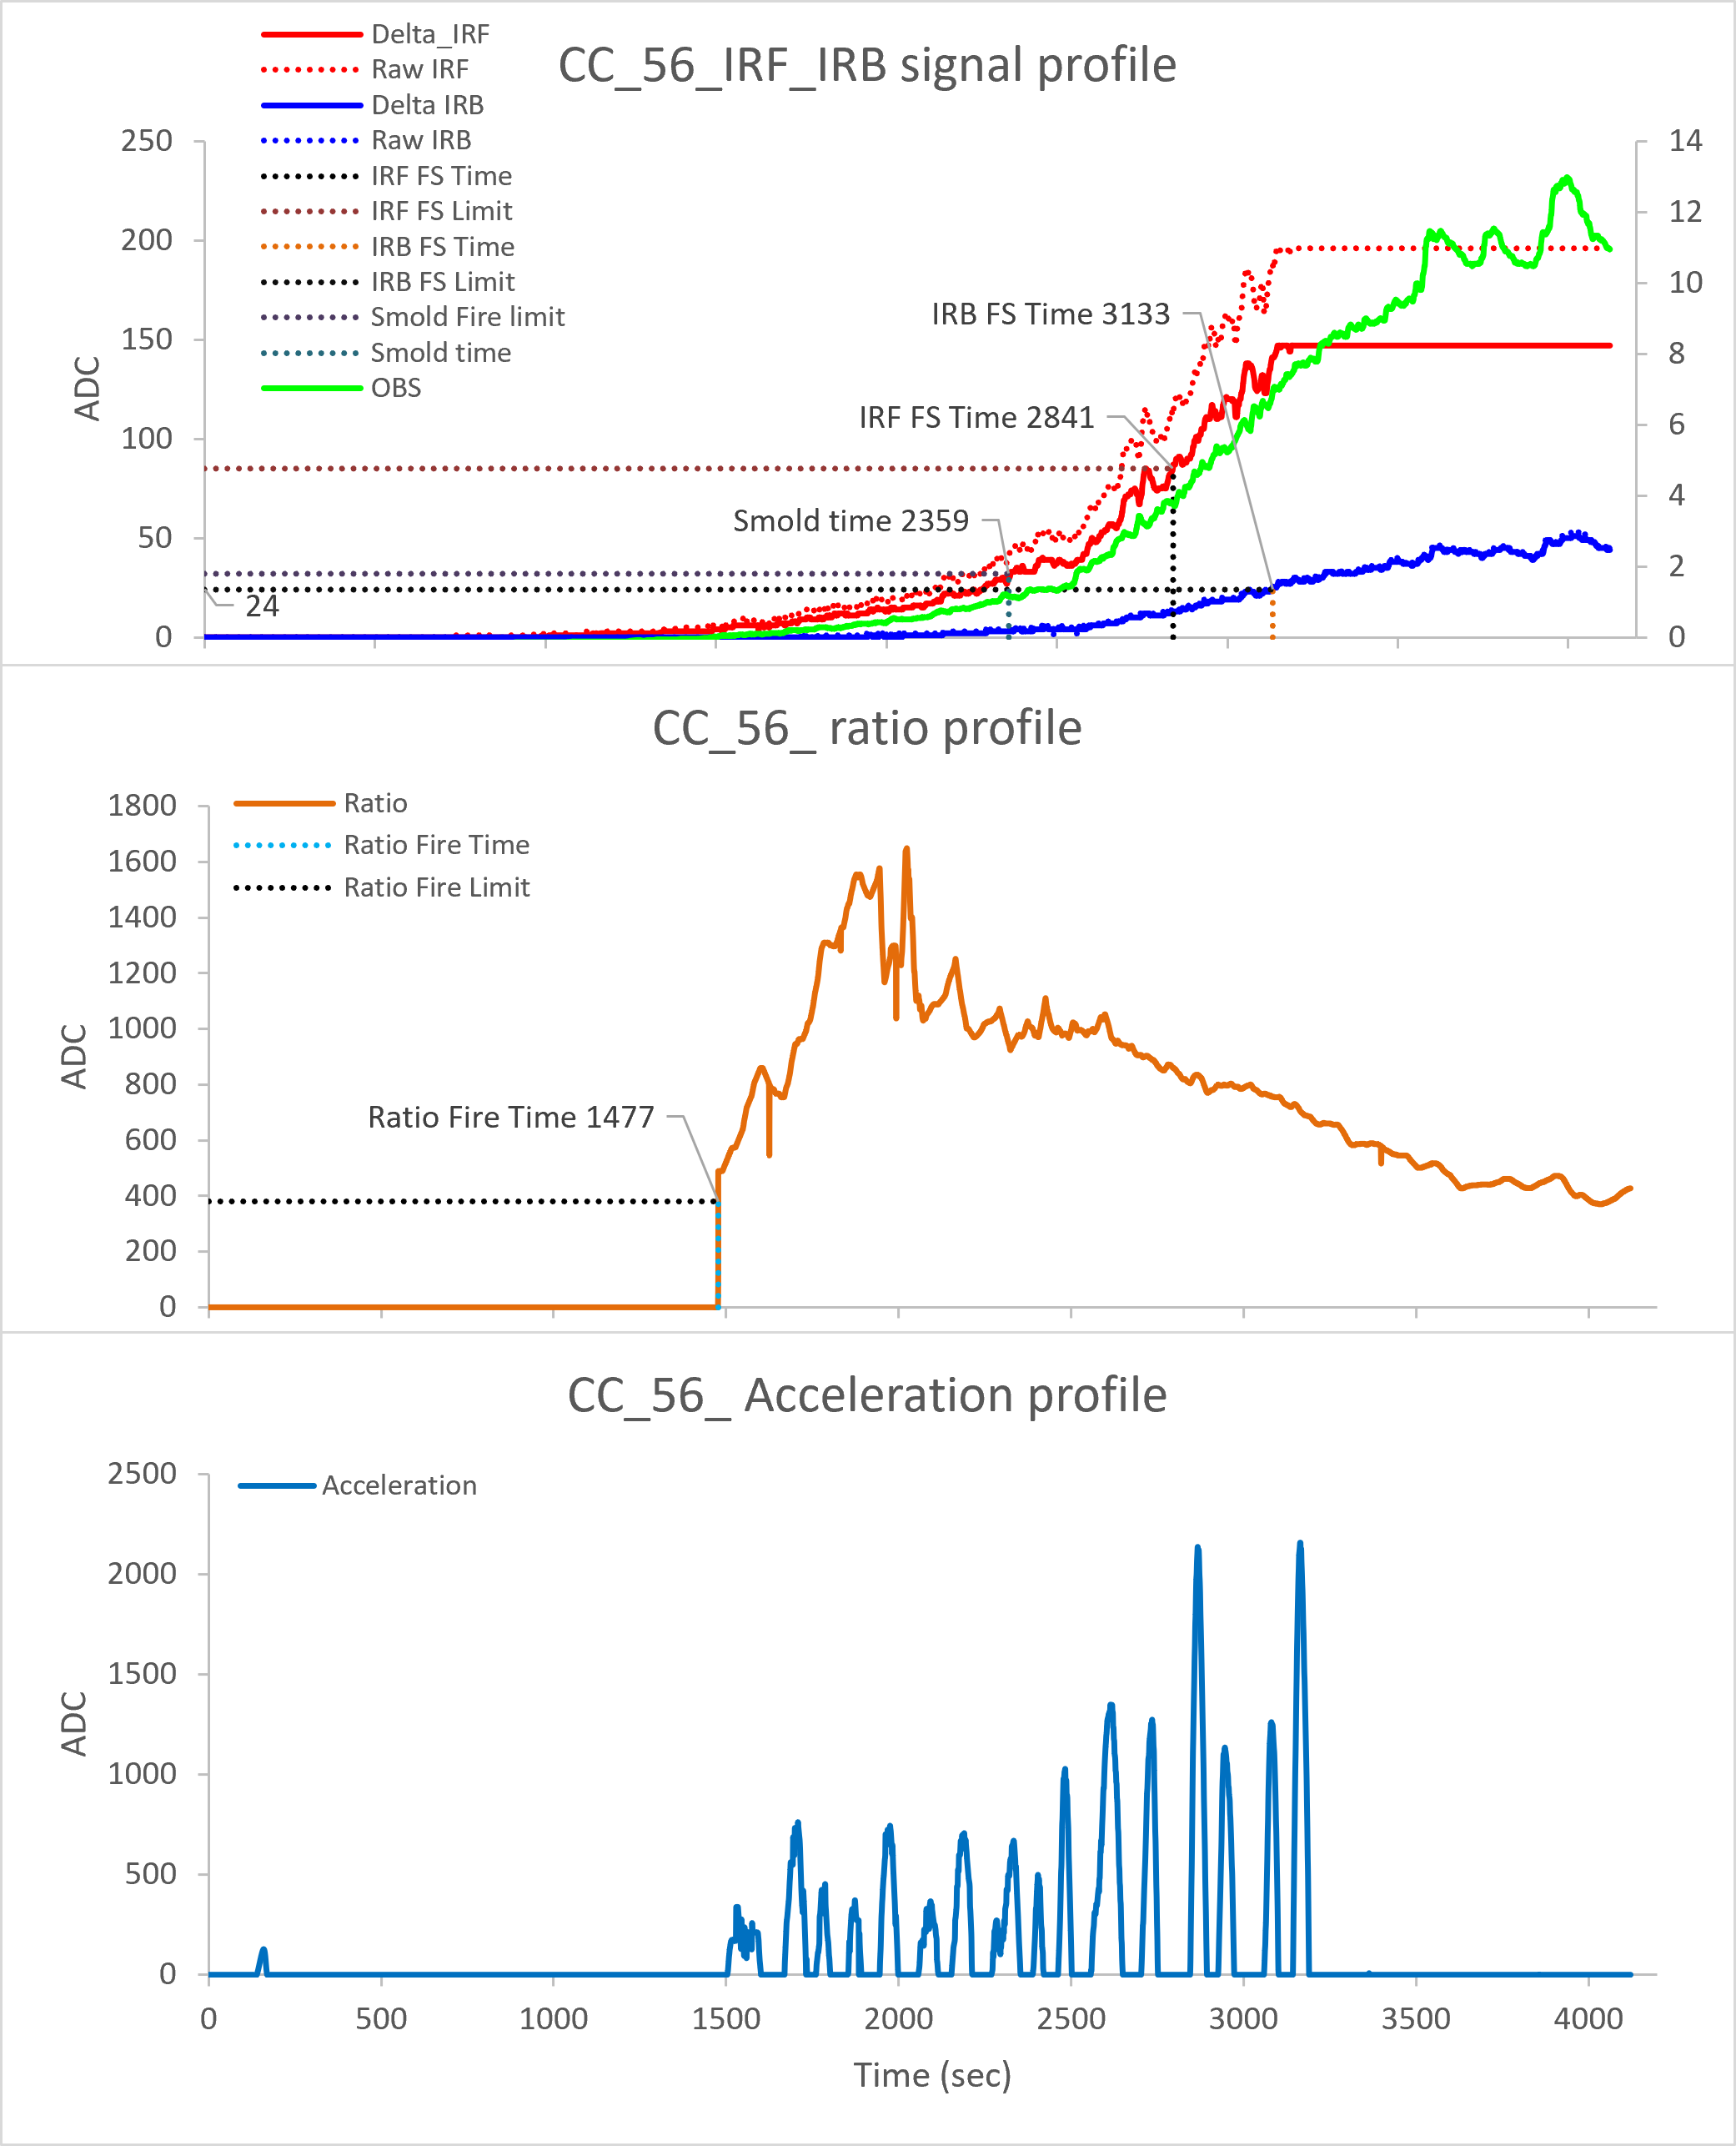 Delta_IRF
CC_56_IRF_IRB signal profile
Raw IRF
Delta IRB
Raw IRB
IRF FS Time
IRF FS Limit
IRB FS Time
IRB FS Limit
Smold Fire limit
Smold time
OBS
250
200
150
100
50
0
ADC
14
12
10
8
6
4
2
0
IRB FS Time 3133
IRF FS Time 2841
Smold time 2359
24
CC_56_ ratio profile
Ratio
Ratio Fire Time
Ratio Fire Limit
1800
1600
1400
1200
1000
800
600
400
200
0
ADC
Ratio Fire Time 1477
CC_56_ Acceleration profile
Acceleration
2500
2000
1500
1000
500
0
ADC
0 500 1000 1500 2000 2500 3000 3500 4000
Time (sec)